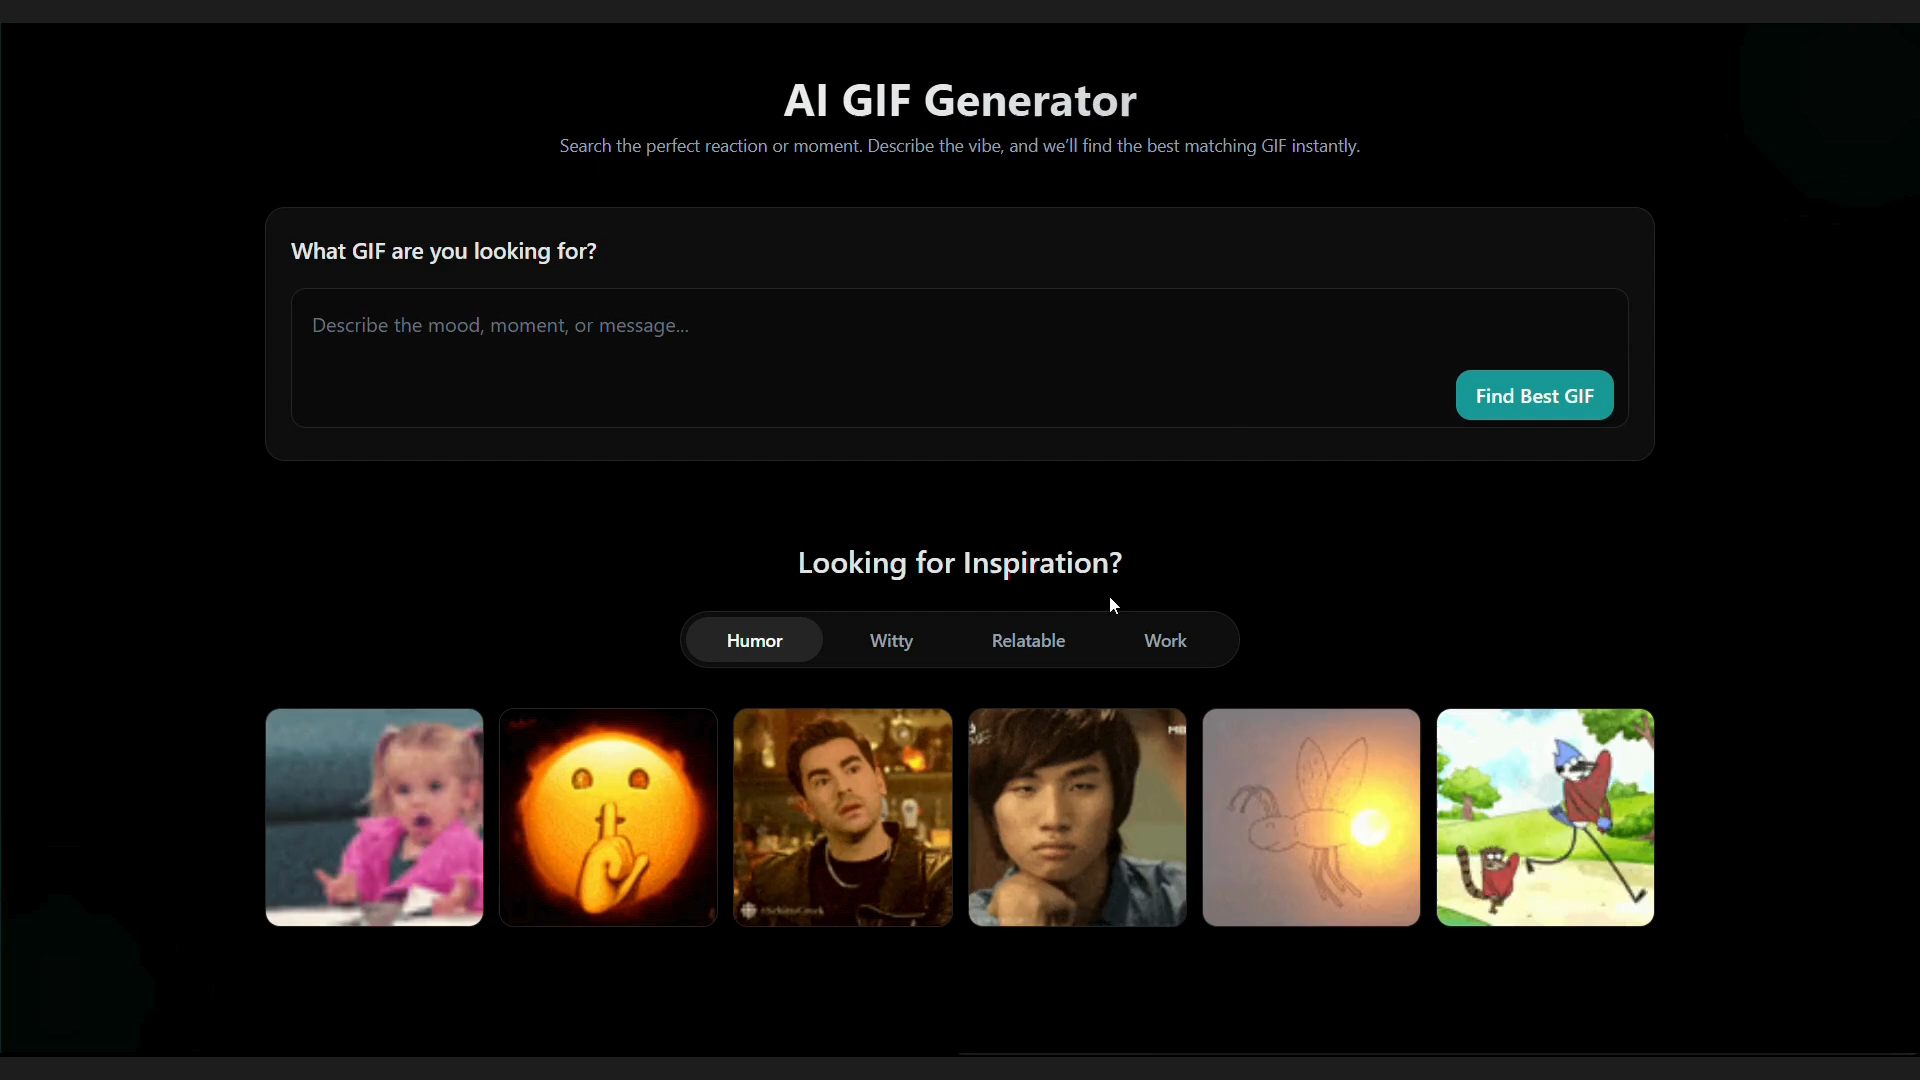 AI GIF Generator
Search the perfect reaction or moment. Describe the vibe, and we’ll find the best matching GIF instantly.
What GIF are you looking for?
Describe the mood, moment, or message...
Find Best GIF
Looking for Inspiration?
Humor
Witty
Relatable
Work